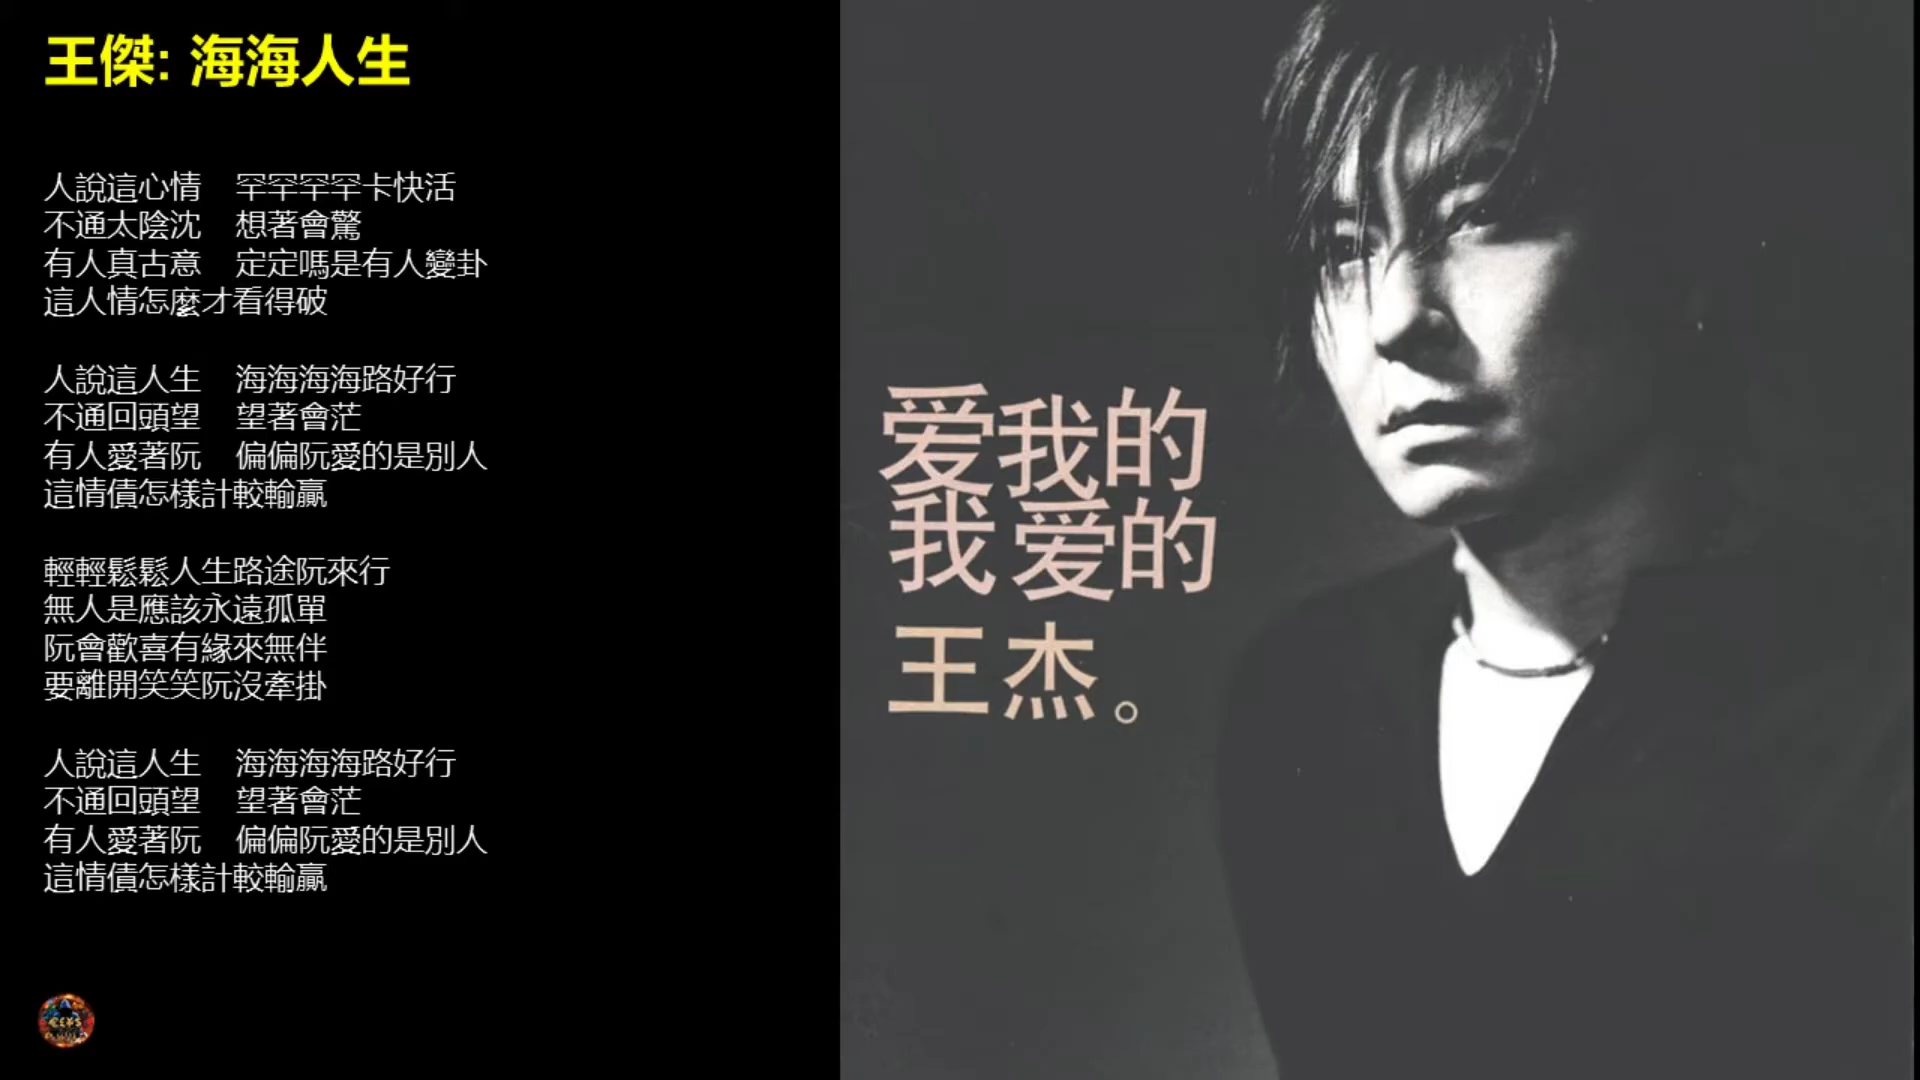 王傑: 海海人生
人說這心情　罕罕罕罕卡快活
不通太陰沈　想著會驚
有人真古意　定定嗎是有人變卦
這人情怎麼才看得破
人說這人生　海海海海路好行
不通回頭望　望著會茫
有人愛著阮　偏偏阮愛的是別人
這情債怎樣計較輸贏
輕輕鬆鬆人生路途阮來行
無人是應該永遠孤單
阮會歡喜有緣來無伴
要離開笑笑阮沒牽掛
人說這人生　海海海海路好行
不通回頭望　望著會茫
有人愛著阮　偏偏阮愛的是別人
這情債怎樣計較輸贏
爱我的
我爱的
王杰。